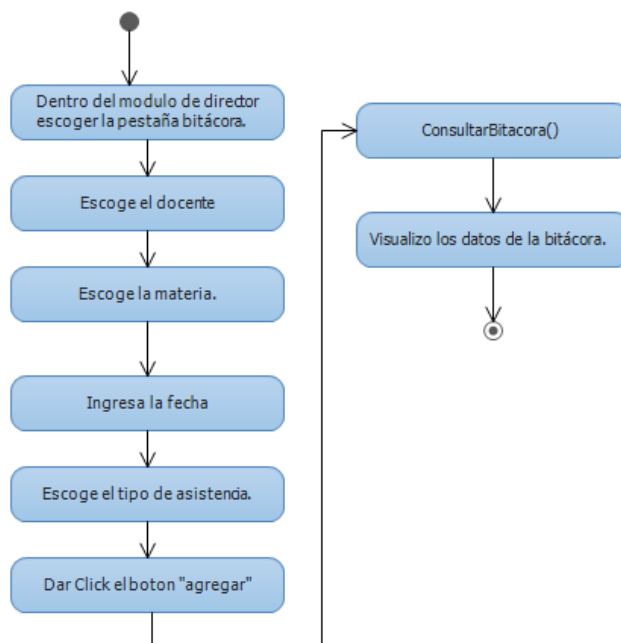 Dentro del modulo de director
escoger la pestaña bitácora.
Escoge el docente
Escoge la materia.
Ingresa la fecha
Escoge el tipo de asistencia.
Dar Click el boton "agregar"
ConsultarBitacora()
Visualizo los datos de la bitácora.